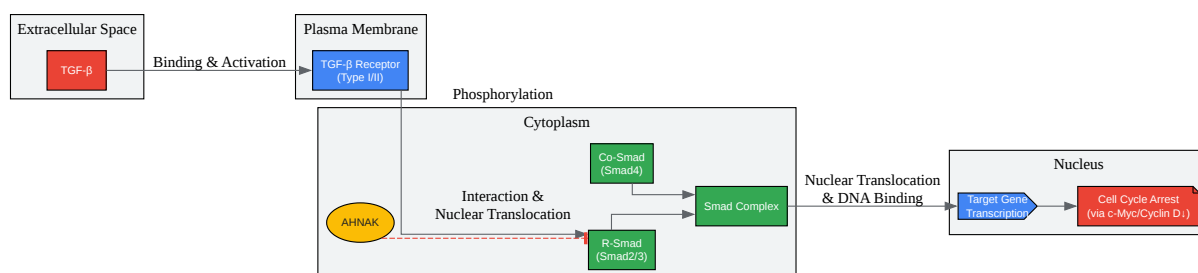 Extracellular Space
TGF-β
Binding & Activation
Plasma Membrane
TGF-β Receptor
(Type I/II)
Phosphorylation
Cytoplasm
Co-Smad
(Smad4)
Interaction &
Nuclear Translocation
AHNAK
R-Smad
(Smad2/3)
Smad Complex
Nuclear Translocation
& DNA Binding
Nucleus
Target Gene
Transcription
Cell Cycle Arrest
(via c-Myc/Cyclin D↓)